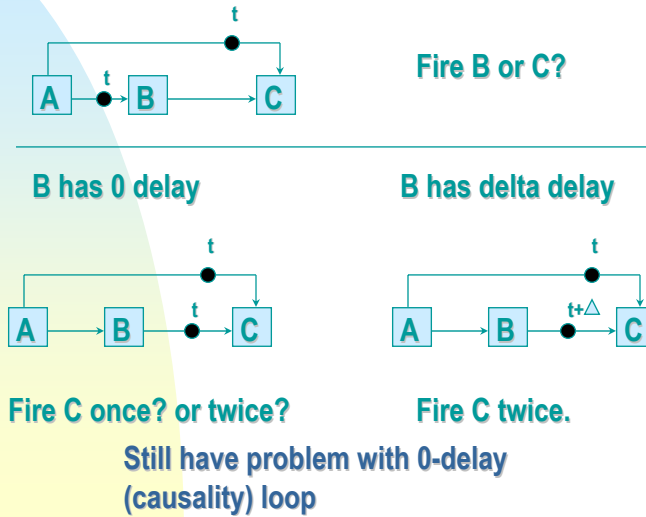 t
Fire B or C?
t
A B C
B has 0 delay
B has delta delay
t
t
t
t+△
A B C
A B C
Fire C once? or twice?
Fire C twice.
Still have problem with 0-delay
(causality) loop